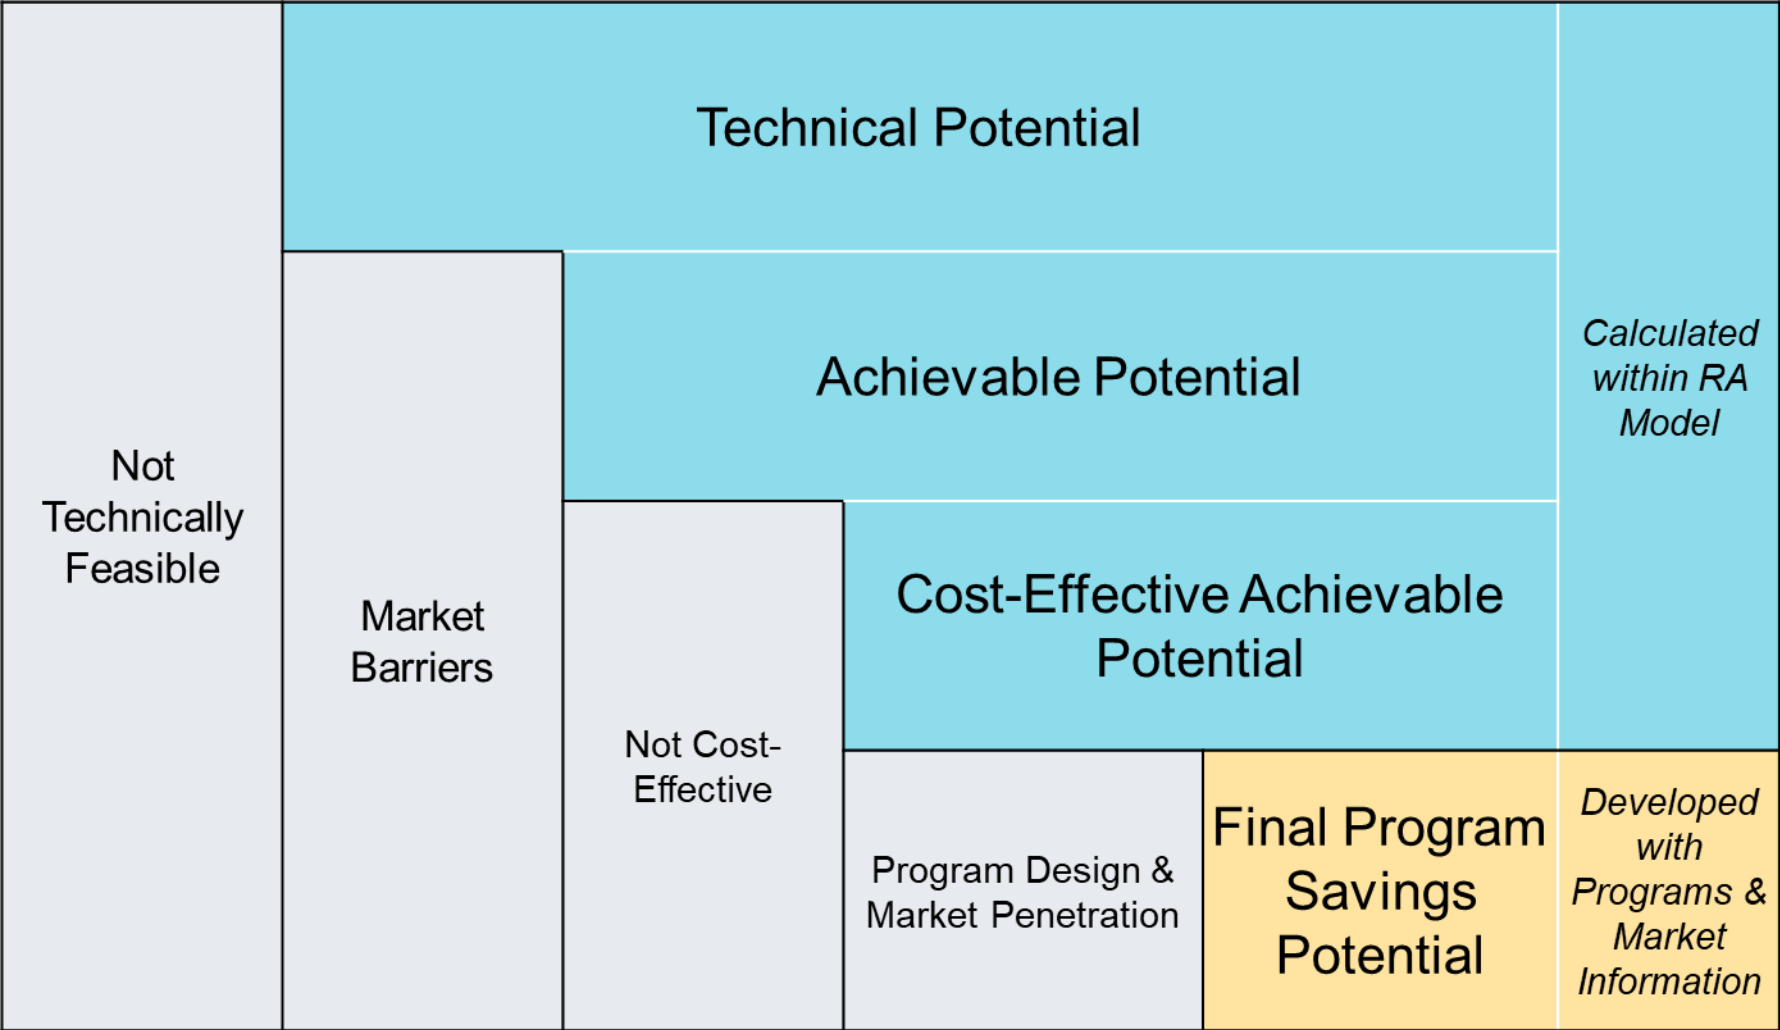 Technical Potential
Achievable Potential
Calculated
within RA
Model
Not
Technically
Feasible
Market
Barriers
Cost-Effective Achievable
Potential
Not Cost-
Effective
Program Design &
Market Penetration
Final Program
Savings
Potential
Developed
with
Programs &
Market
Information